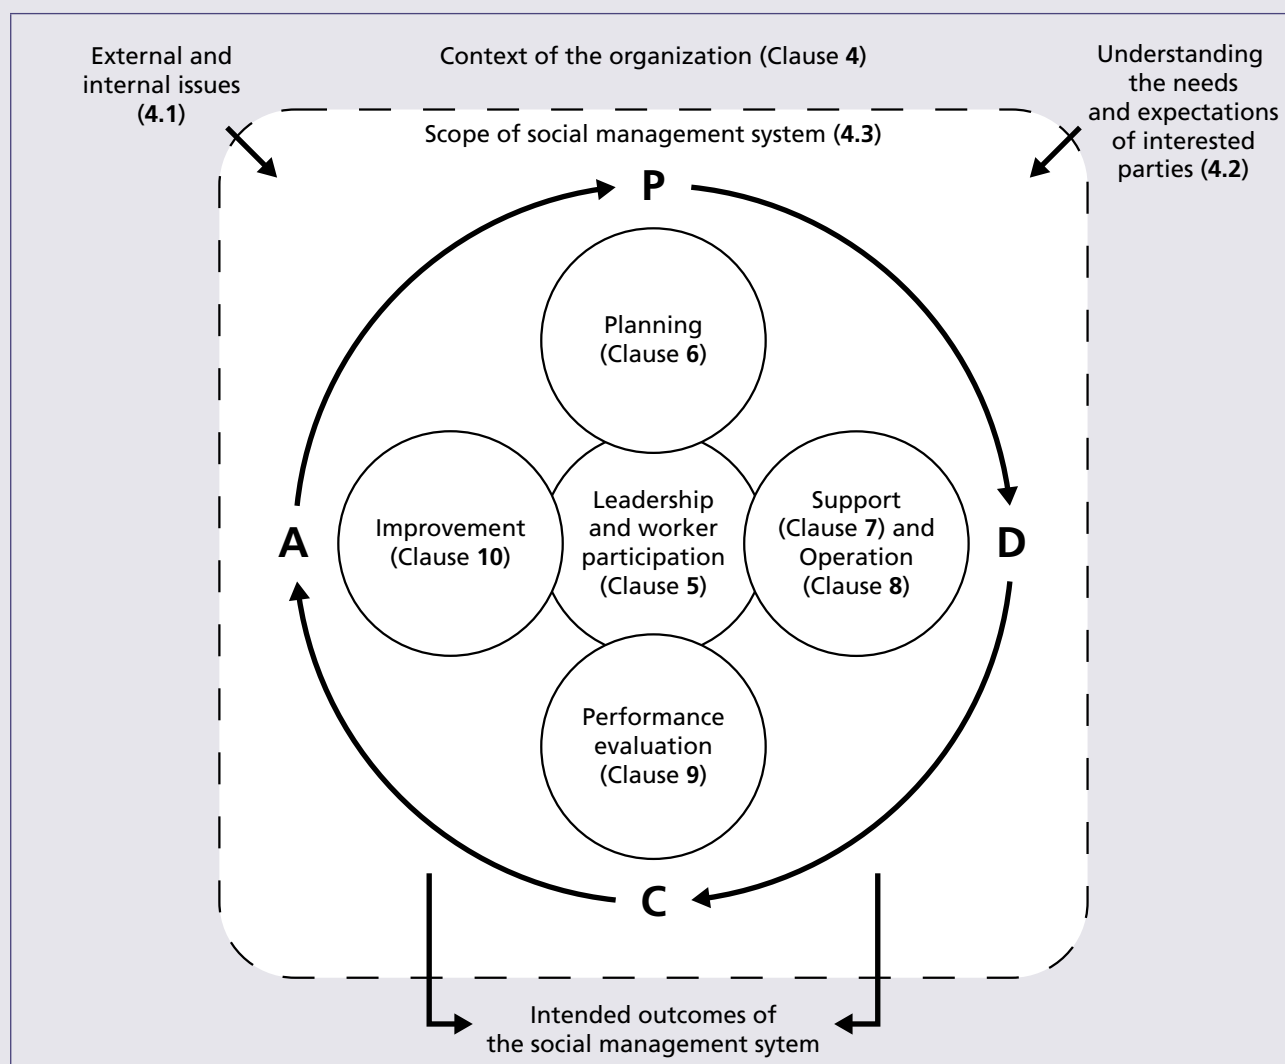 External and
internal issues
(4.1)
Context of the organization (Clause 4)
Understanding
the needs
and expectations
of interested
parties (4.2)
Scope of social management system (4.3)
P
Planning
(Clause 6)
A
Improvement
(Clause 10)
Leadership
and worker
participation
(Clause 5)
Support
(Clause 7) and
Operation
(Clause 8)
D
Performance
evaluation
(Clause 9)
C
Intended outcomes of
the social management sytem